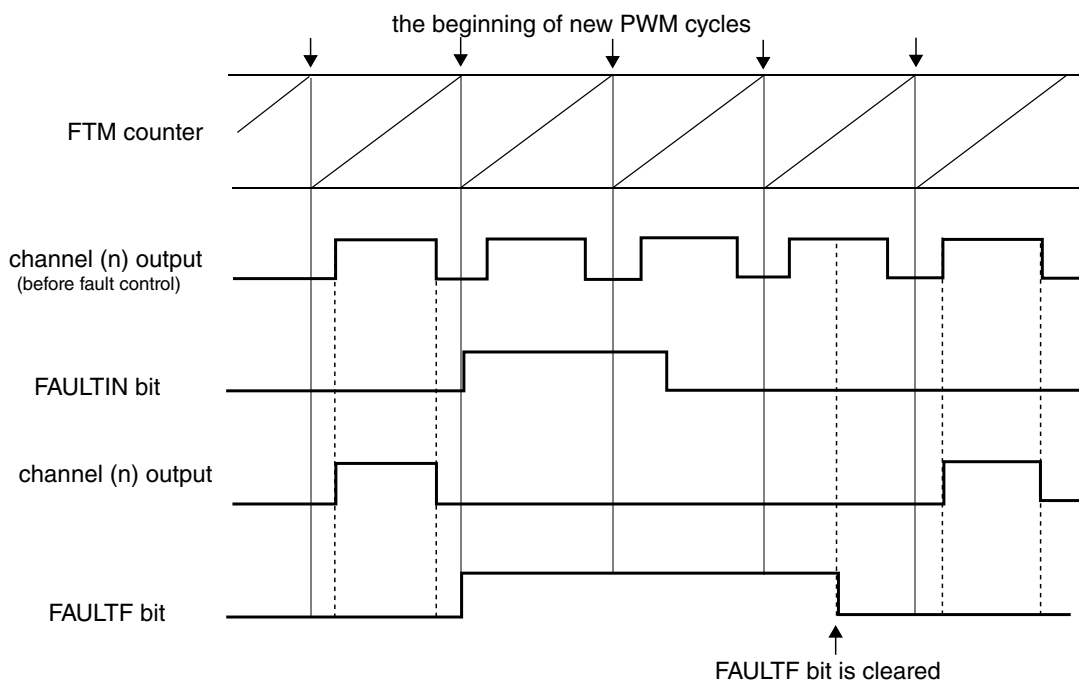 the beginning of new PWM cycles
FTM counter
channel (n) output
(before fault control)
FAULTIN bit
channel (n) output
FAULTF bit
FAULTF bit is cleared